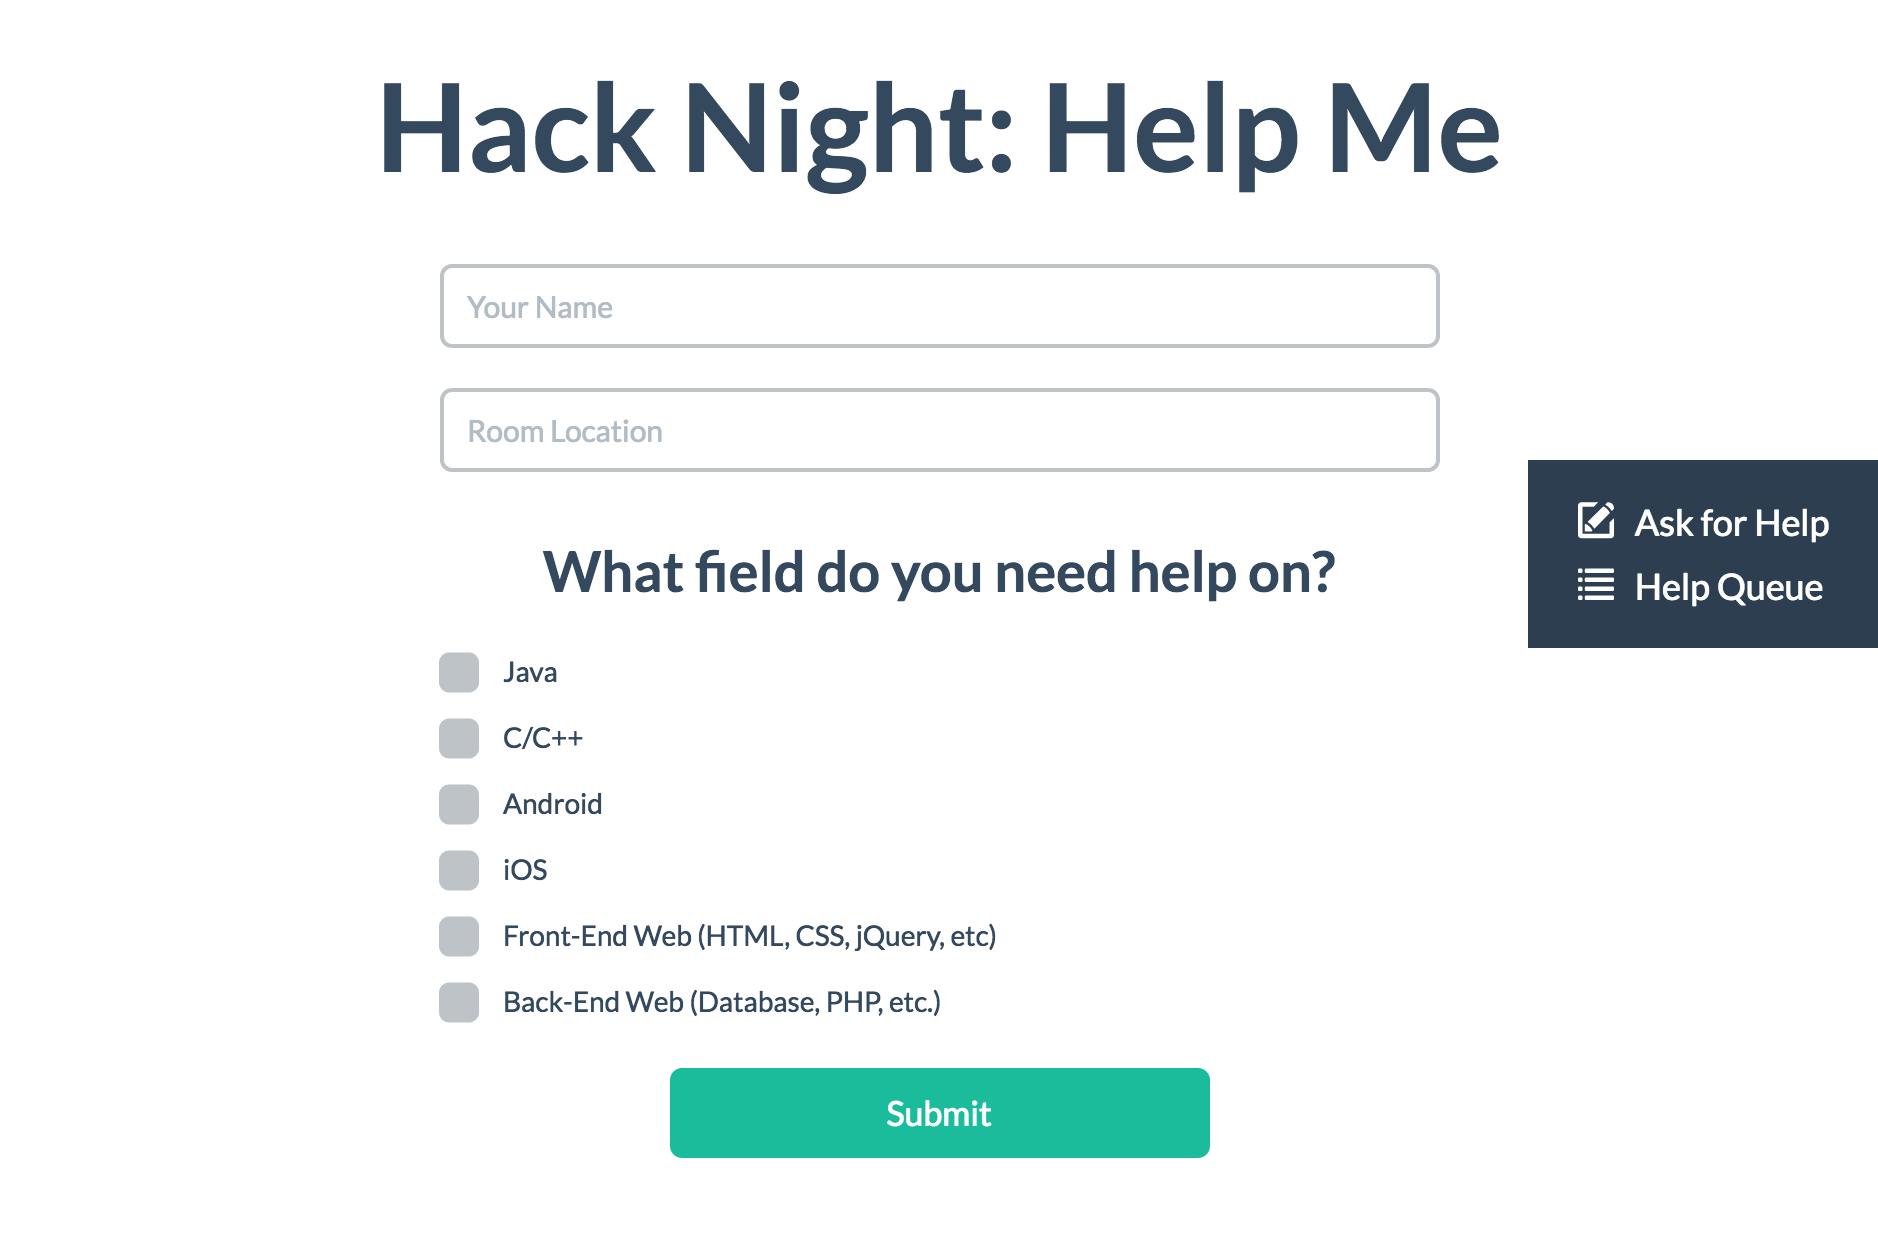 Hack Night: Help Me
Your Name
Room Location
Ask for Help
Help Queue
What field do you need help on?
Java
C/C++
Android
iOS
Front-End Web (HTML, CSS, jQuery, etc)
Back-End Web (Database, PHP, etc.)
Submit